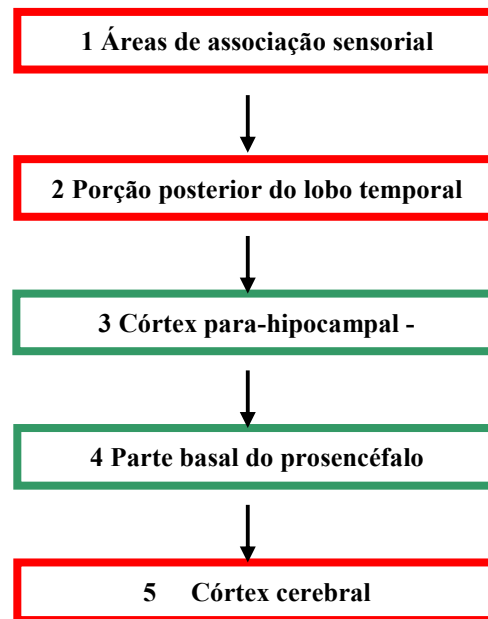 1 Áreas de associação sensorial
2 Porção posterior do lobo temporal
3 Córtex para-hipocampal -
4 Parte basal do prosencéfalo
5 Córtex cerebral